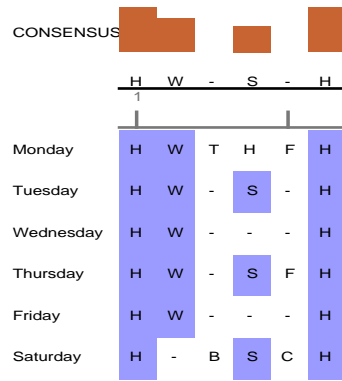 CONSENSUS
H W - S - H
1
Monday H W T H F H
Tuesday H W - S - H
Wednesday H W - - - H
Thursday H W - S F H
Friday H W - - - H
Saturday H - B S C H